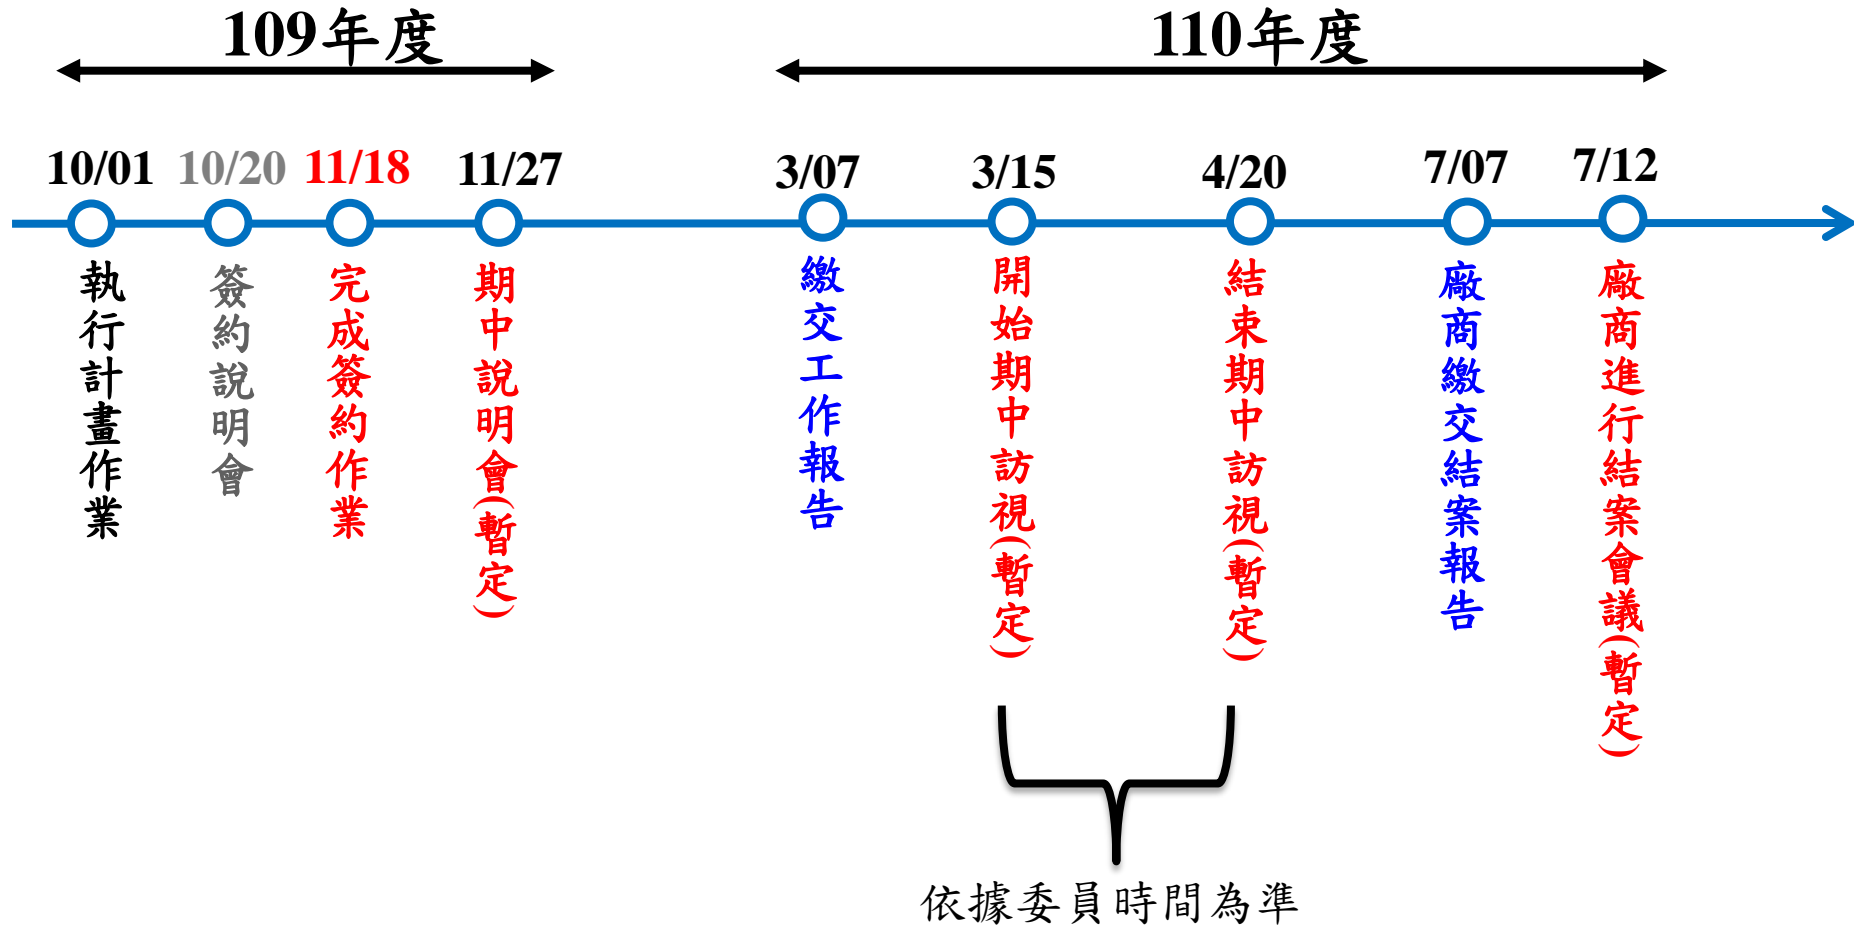 109年度
110年度
10/01
10/20
11/18
11/27
3/07
3/15
4/20
7/07
7/12
執行計畫作業
簽約說明會
完成簽約作業
期中說明會(暫定)
繳交工作報告
開始期中訪視(暫定)
結束期中訪視(暫定)
廠商繳交結案報告
廠商進行結案會議(暫定)
依據委員時間為準